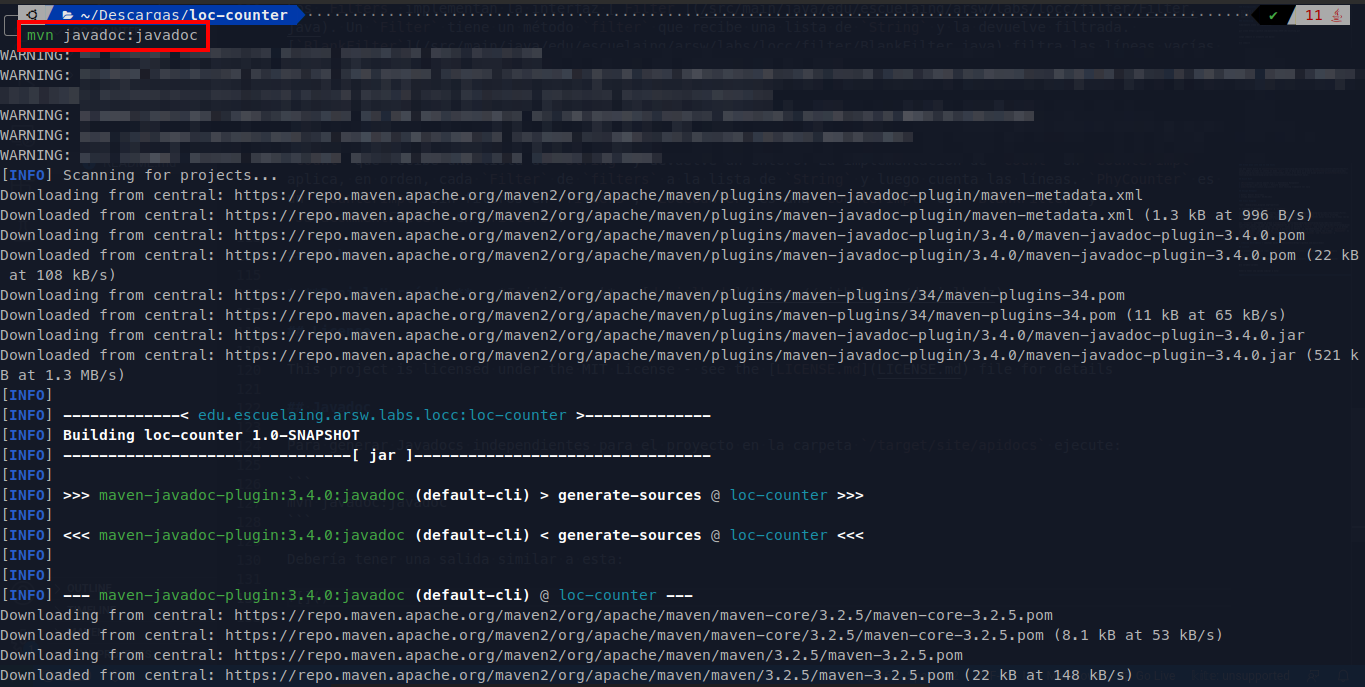 ~/Descargas/loc-counter ✔ 11
mvn javadoc:javadoc
WARNING:
WARNING:
WARNING:
WARNING:
WARNING:
[INFO] Scanning for projects...
Downloading from central: https://repo.maven.apache.org/maven2/org/apache/maven/plugins/maven-javadoc-plugin/maven-metadata.xml
Downloaded from central: https://repo.maven.apache.org/maven2/org/apache/maven/plugins/maven-javadoc-plugin/maven-metadata.xml (1.3 kB at 996 B/s)
Downloading from central: https://repo.maven.apache.org/maven2/org/apache/maven/plugins/maven-javadoc-plugin/3.4.0/maven-javadoc-plugin-3.4.0.pom
Downloaded from central: https://repo.maven.apache.org/maven2/org/apache/maven/plugins/maven-javadoc-plugin/3.4.0/maven-javadoc-plugin-3.4.0.pom (22 kB
 at 108 kB/s)
Downloading from central: https://repo.maven.apache.org/maven2/org/apache/maven/plugins/maven-plugins/34/maven-plugins-34.pom
Downloaded from central: https://repo.maven.apache.org/maven2/org/apache/maven/plugins/maven-plugins/34/maven-plugins-34.pom (11 kB at 65 kB/s)
Downloading from central: https://repo.maven.apache.org/maven2/org/apache/maven/plugins/maven-javadoc-plugin/3.4.0/maven-javadoc-plugin-3.4.0.jar
Downloaded from central: https://repo.maven.apache.org/maven2/org/apache/maven/plugins/maven-javadoc-plugin/3.4.0/maven-javadoc-plugin-3.4.0.jar (521 k
B at 1.3 MB/s)
[INFO]
[INFO] -------------< edu.escuelaing.arsw.labs.locc:loc-counter >--------------
[INFO] Building loc-counter 1.0-SNAPSHOT
[INFO] --------------------------------[ jar ]---------------------------------
[INFO]
[INFO] >>> maven-javadoc-plugin:3.4.0:javadoc (default-cli) > generate-sources @ loc-counter >>>
[INFO]
[INFO] <<< maven-javadoc-plugin:3.4.0:javadoc (default-cli) < generate-sources @ loc-counter <<<
[INFO]
[INFO]
[INFO] --- maven-javadoc-plugin:3.4.0:javadoc (default-cli) @ loc-counter ---
Downloading from central: https://repo.maven.apache.org/maven2/org/apache/maven/maven-core/3.2.5/maven-core-3.2.5.pom
Downloaded from central: https://repo.maven.apache.org/maven2/org/apache/maven/maven-core/3.2.5/maven-core-3.2.5.pom (8.1 kB at 53 kB/s)
Downloading from central: https://repo.maven.apache.org/maven2/org/apache/maven/maven/3.2.5/maven-3.2.5.pom
Downloaded from central: https://repo.maven.apache.org/maven2/org/apache/maven/maven/3.2.5/maven-3.2.5.pom (22 kB at 148 kB/s)